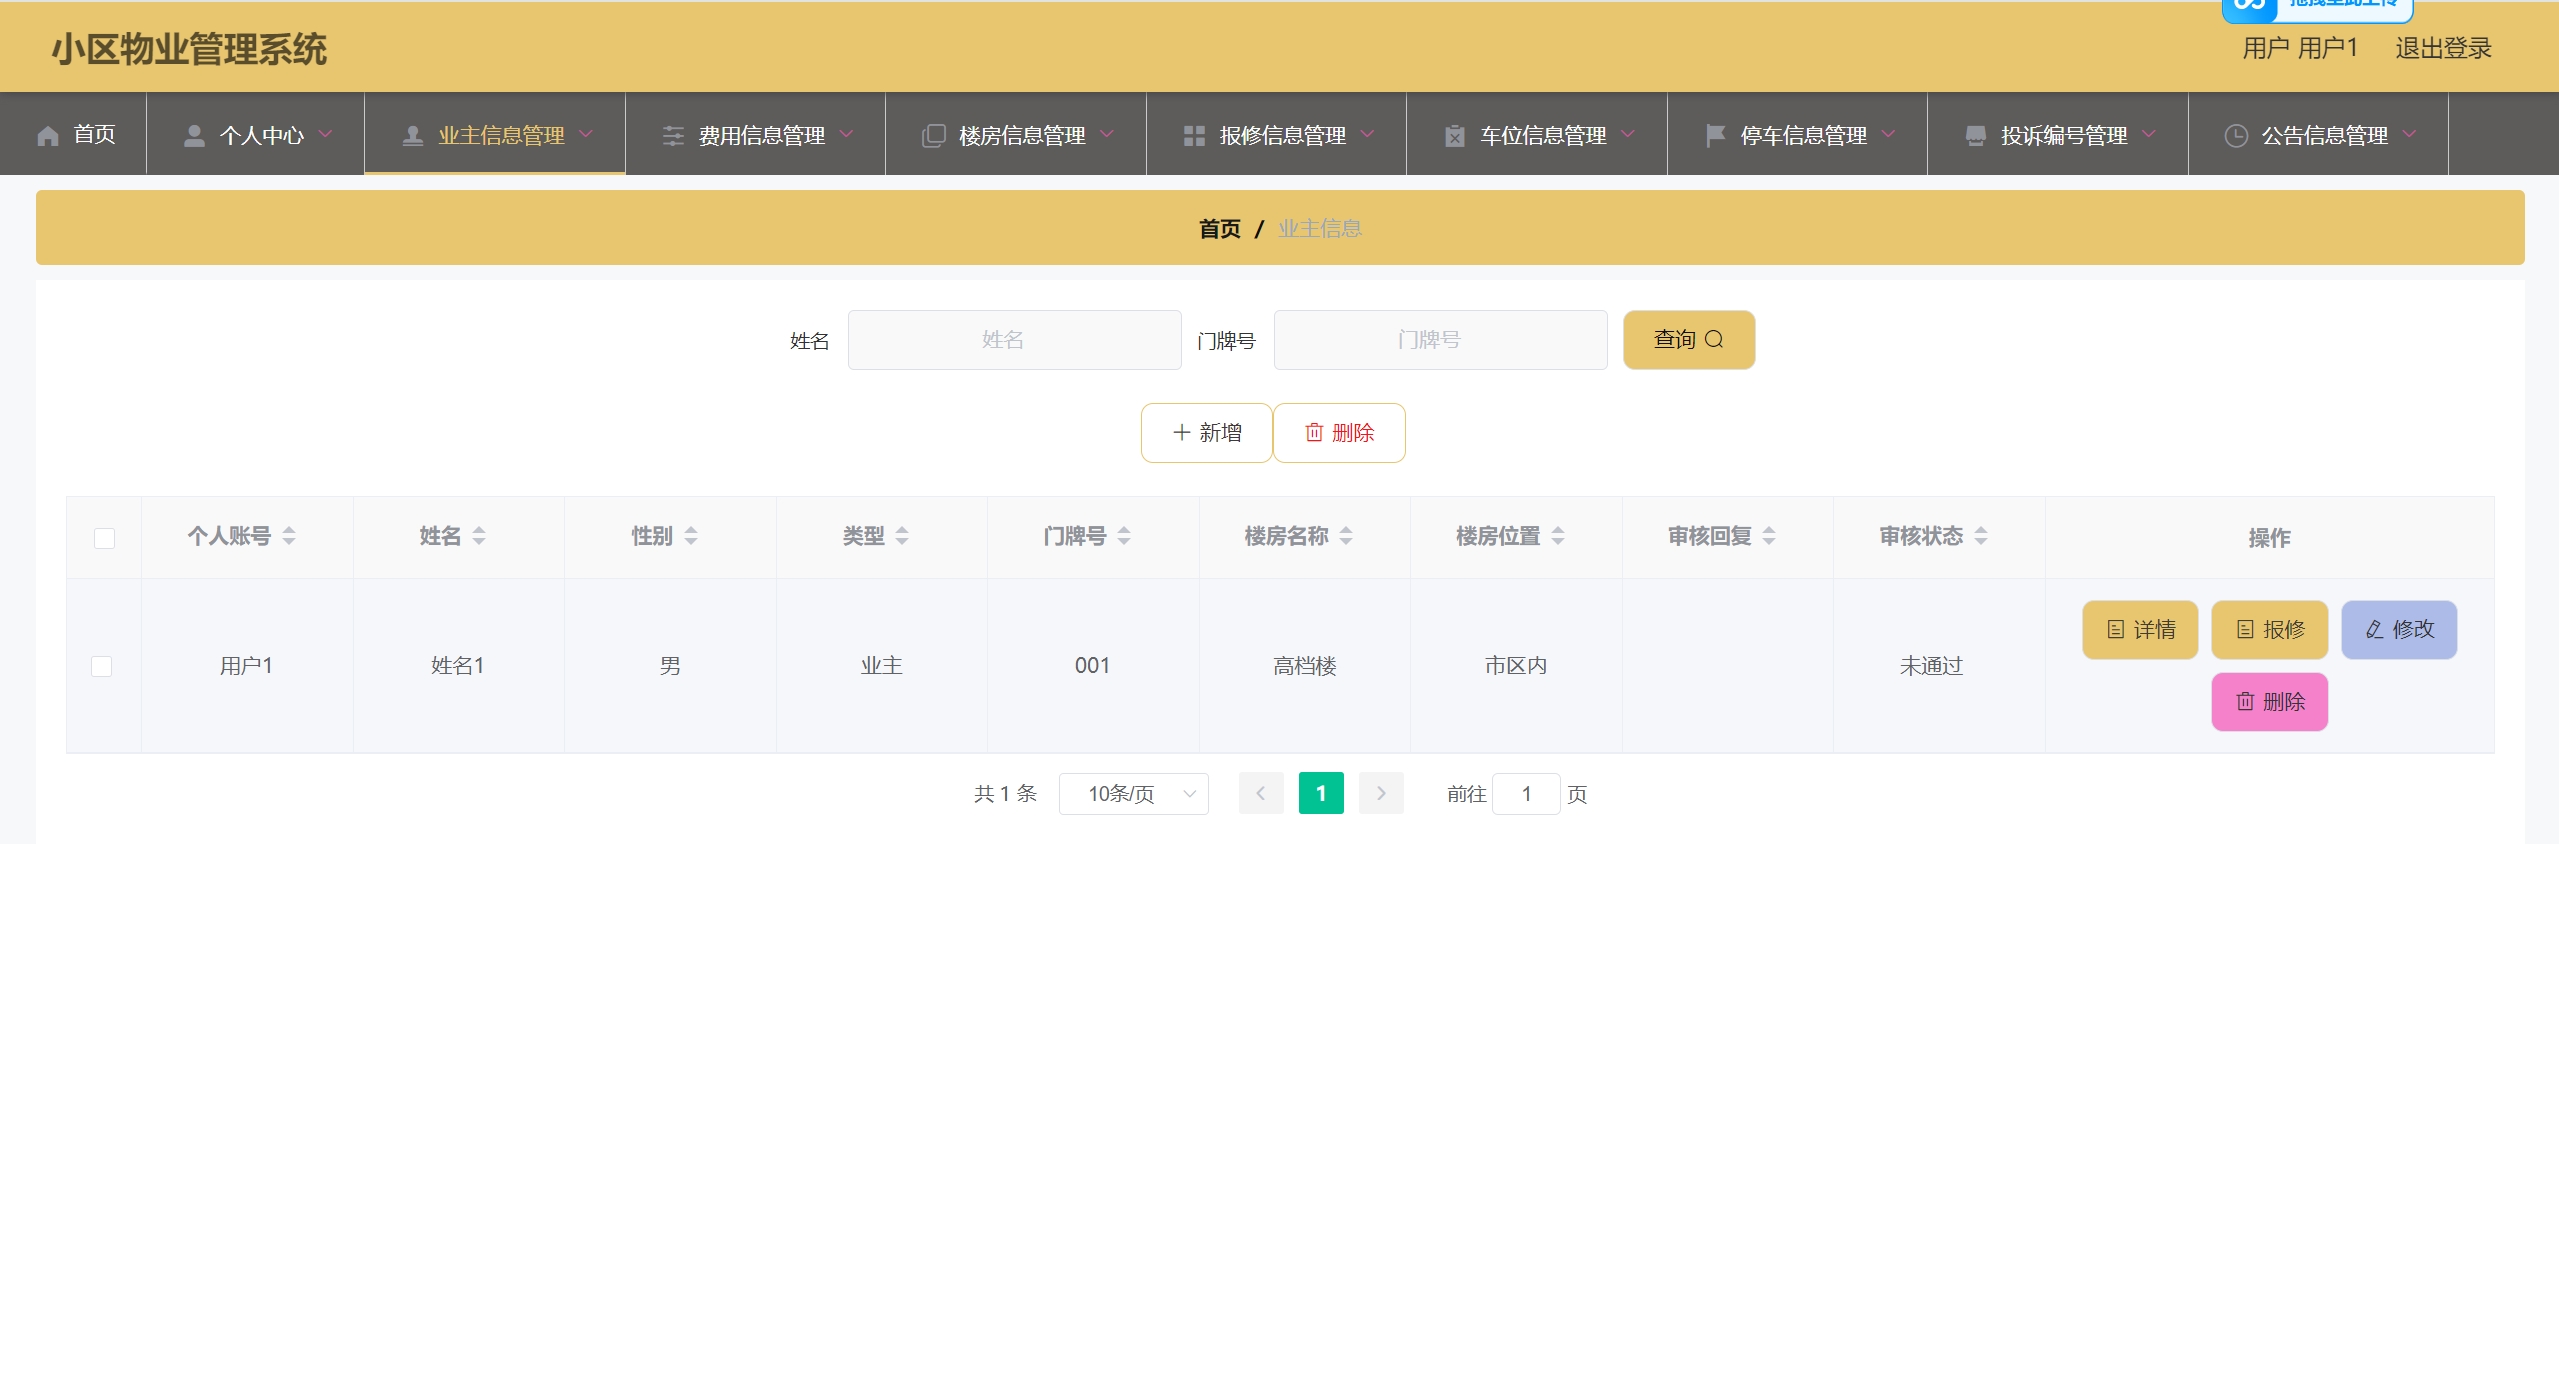 小区物业管理系统
用户 用户1 退出登录
首页 个人中心 业主信息管理 费用信息管理 楼房信息管理 报修信息管理 车位信息管理 停车信息管理 投诉编号管理 公告信息管理
首页 / 业主信息
姓名 姓名 门牌号 门牌号 查询
新增 删除
个人账号 姓名 性别 类型 门牌号 楼房名称 楼房位置 审核回复 审核状态 操作
用户1 姓名1 男 业主 001 高档楼 市区内 未通过 详情 报修 修改
删除
共 1 条 10条/页 1 前往 1 页